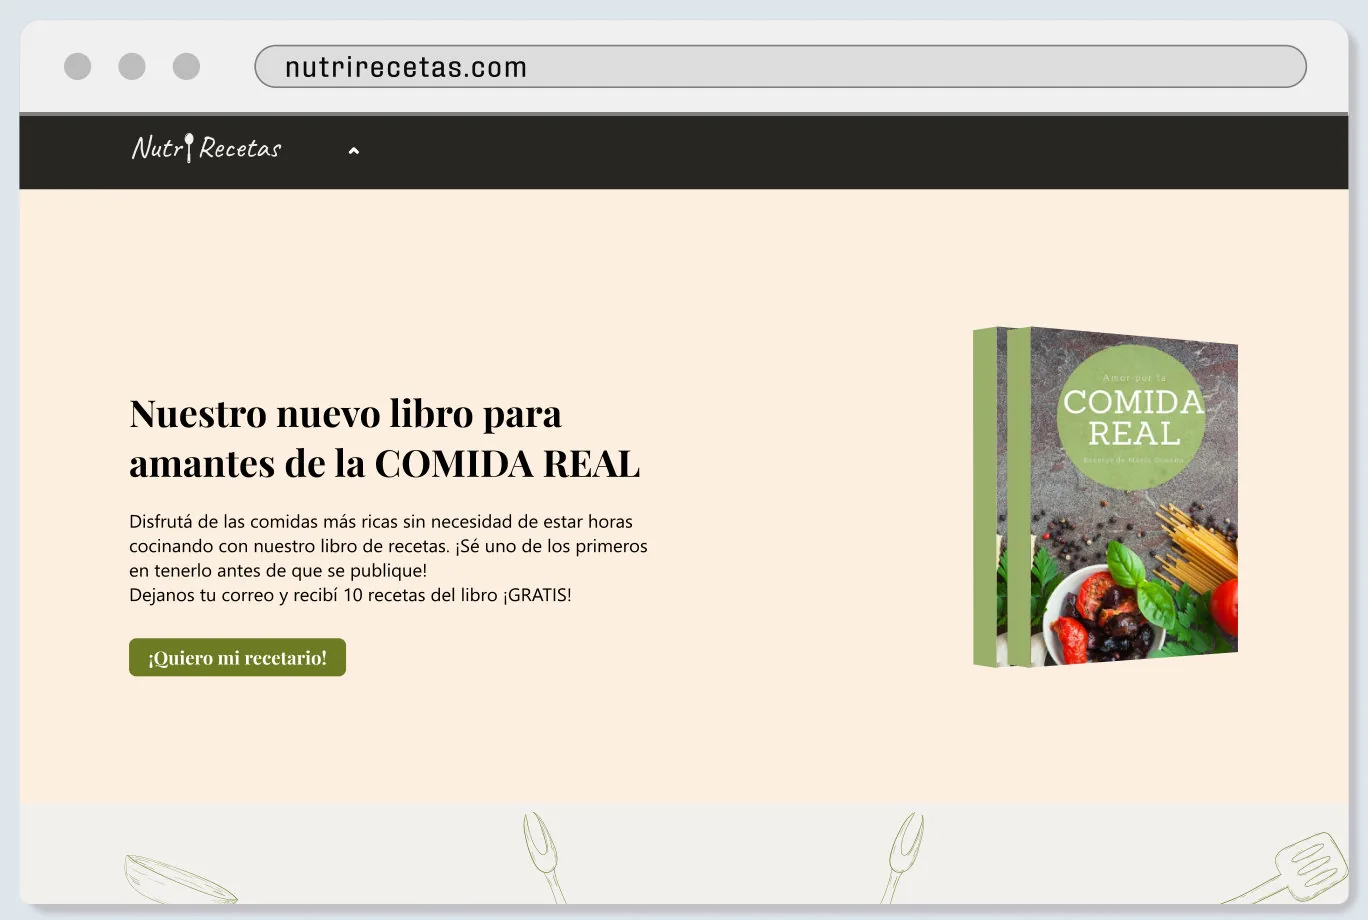 nutrirecetas.com
Nutri Recetas
Nuestro nuevo libro para
amantes de la COMIDA REAL
Disfrutá de las comidas más ricas sin necesidad de estar horas
cocinando con nuestro libro de recetas. ¡Sé uno de los primeros
en tenerlo antes de que se publique!
Dejanos tu correo y recibí 10 recetas del libro ¡GRATIS!
¡Quiero mi recetario!
Amor por la
COMIDA
REAL